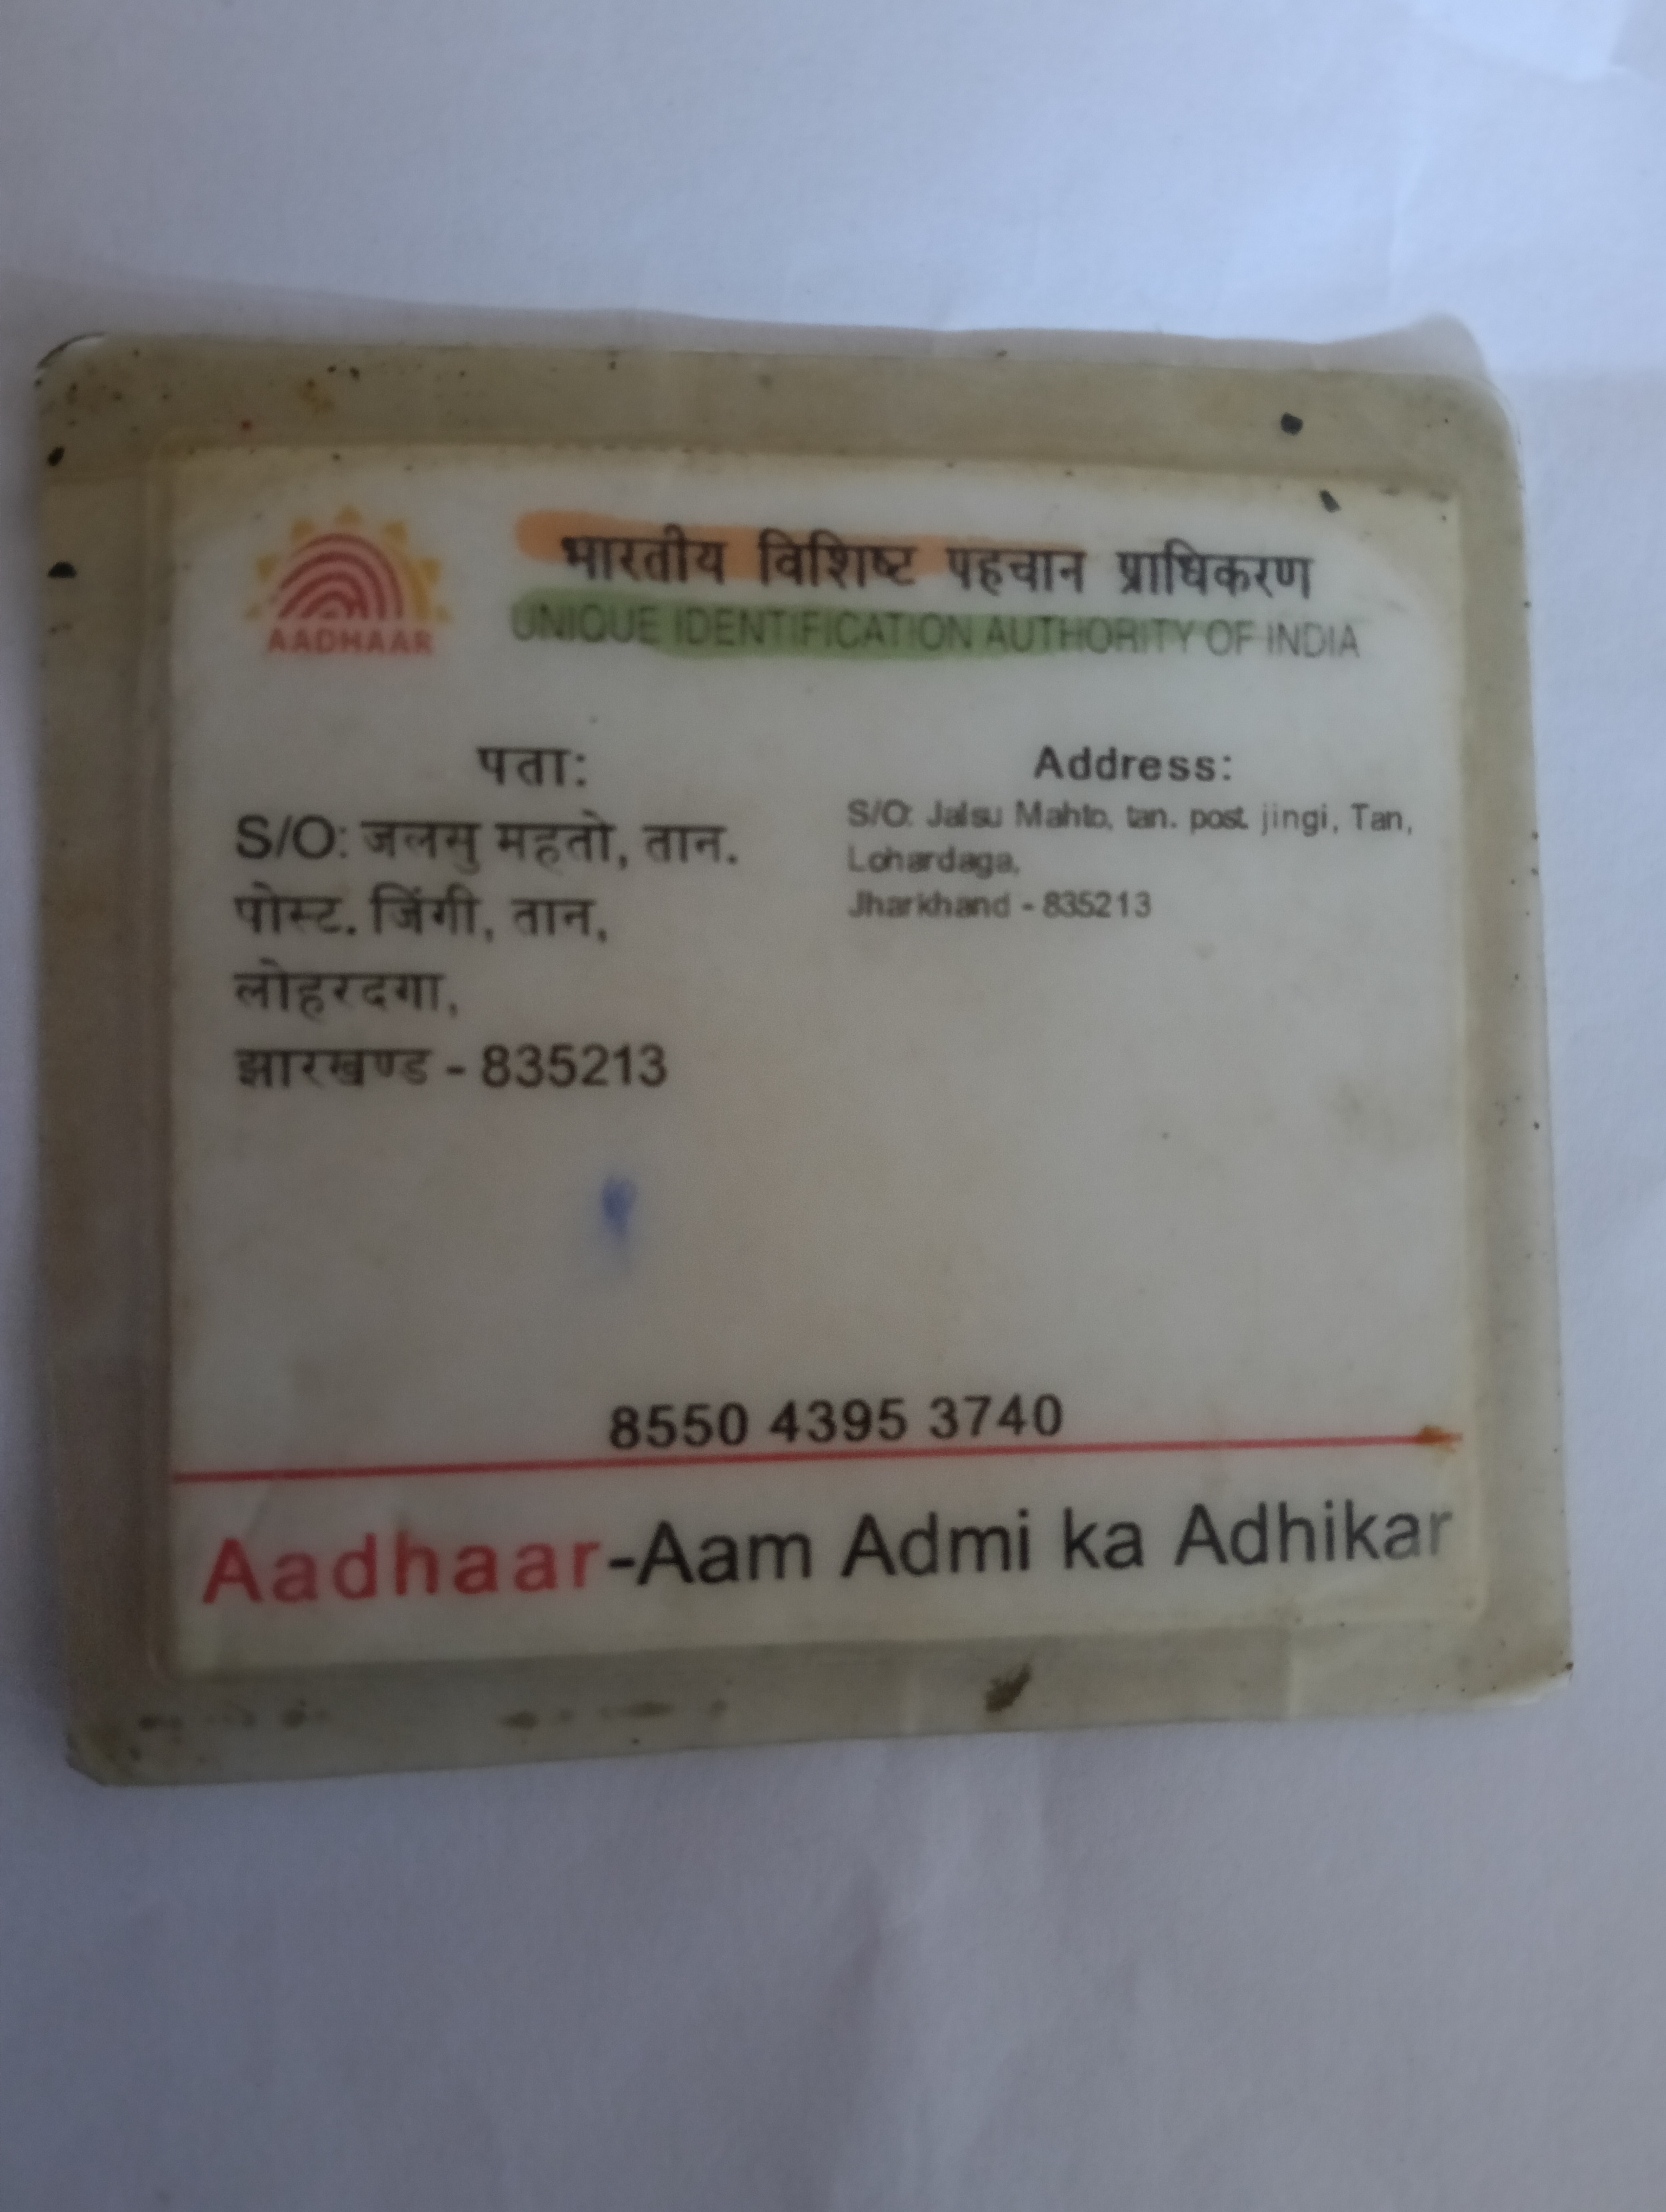 AADHAAR
भारतीय विशिष्ट पहचान प्राधिकरण
UNIQUE IDENTIFICATION AUTHORITY OF INDIA
पता:
S/O: जलसु महतो, तान.
पोस्ट. जिंगी, तान,
लोहरदगा,
झारखण्ड - 835213
Address:
S/O: Jalsu Mahto, tan. post. jingi, Tan,
Lohardaga,
Jharkhand - 835213
8550 4395 3740
Aadhaar-Aam Admi ka Adhikar